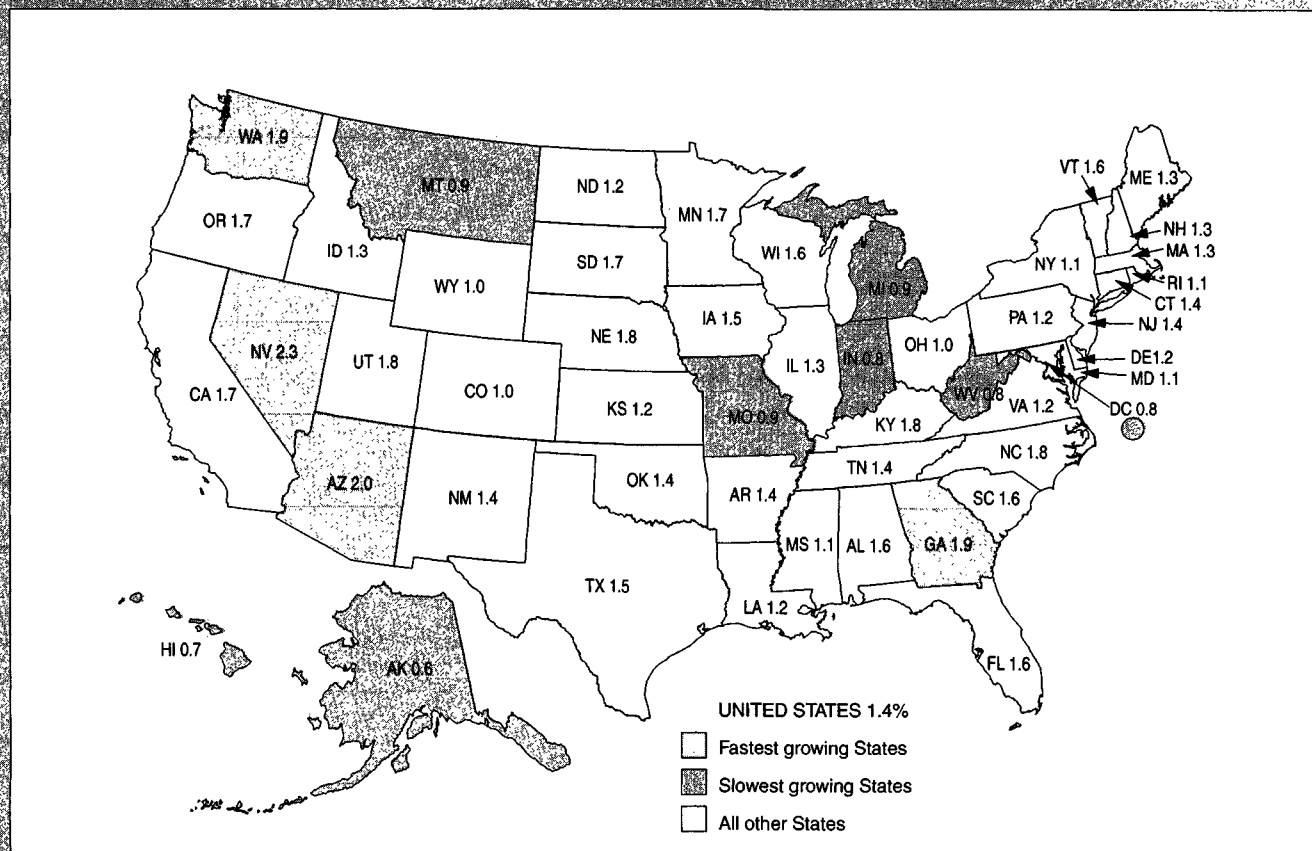 WA 1.9
MT 0.9
ND 1.2
MN 1.7
VT 1.6
ME 1.3
OR 1.7
ID 1.3
SD 1.7
WI 1.6
NH 1.3
MA 1.3
NY 1.1
WY 1.0
MI 0.9
RI 1.1
CT 1.4
IA 1.5
PA 1.2
NJ 1.4
NE 1.8
NV 2.3
UT 1.8
OH 1.0
IL 1.3
IN 0.8
DE1.2
MD 1.1
CA 1.7
CO 1.0
KS 1.2
MO 0.9
WV 0.8
VA 1.2
DC 0.8
KY 1.8
NC 1.8
AZ 2.0
NM 1.4
OK 1.4
TN 1.4
AR 1.4
SC 1.6
MS 1.1
AL 1.6
GA 1.9
TX 1.5
LA 1.2
HI 0.7
AK 0.6
FL 1.6
UNITED STATES 1.4%
Fastest growing States
Slowest growing States
All other States